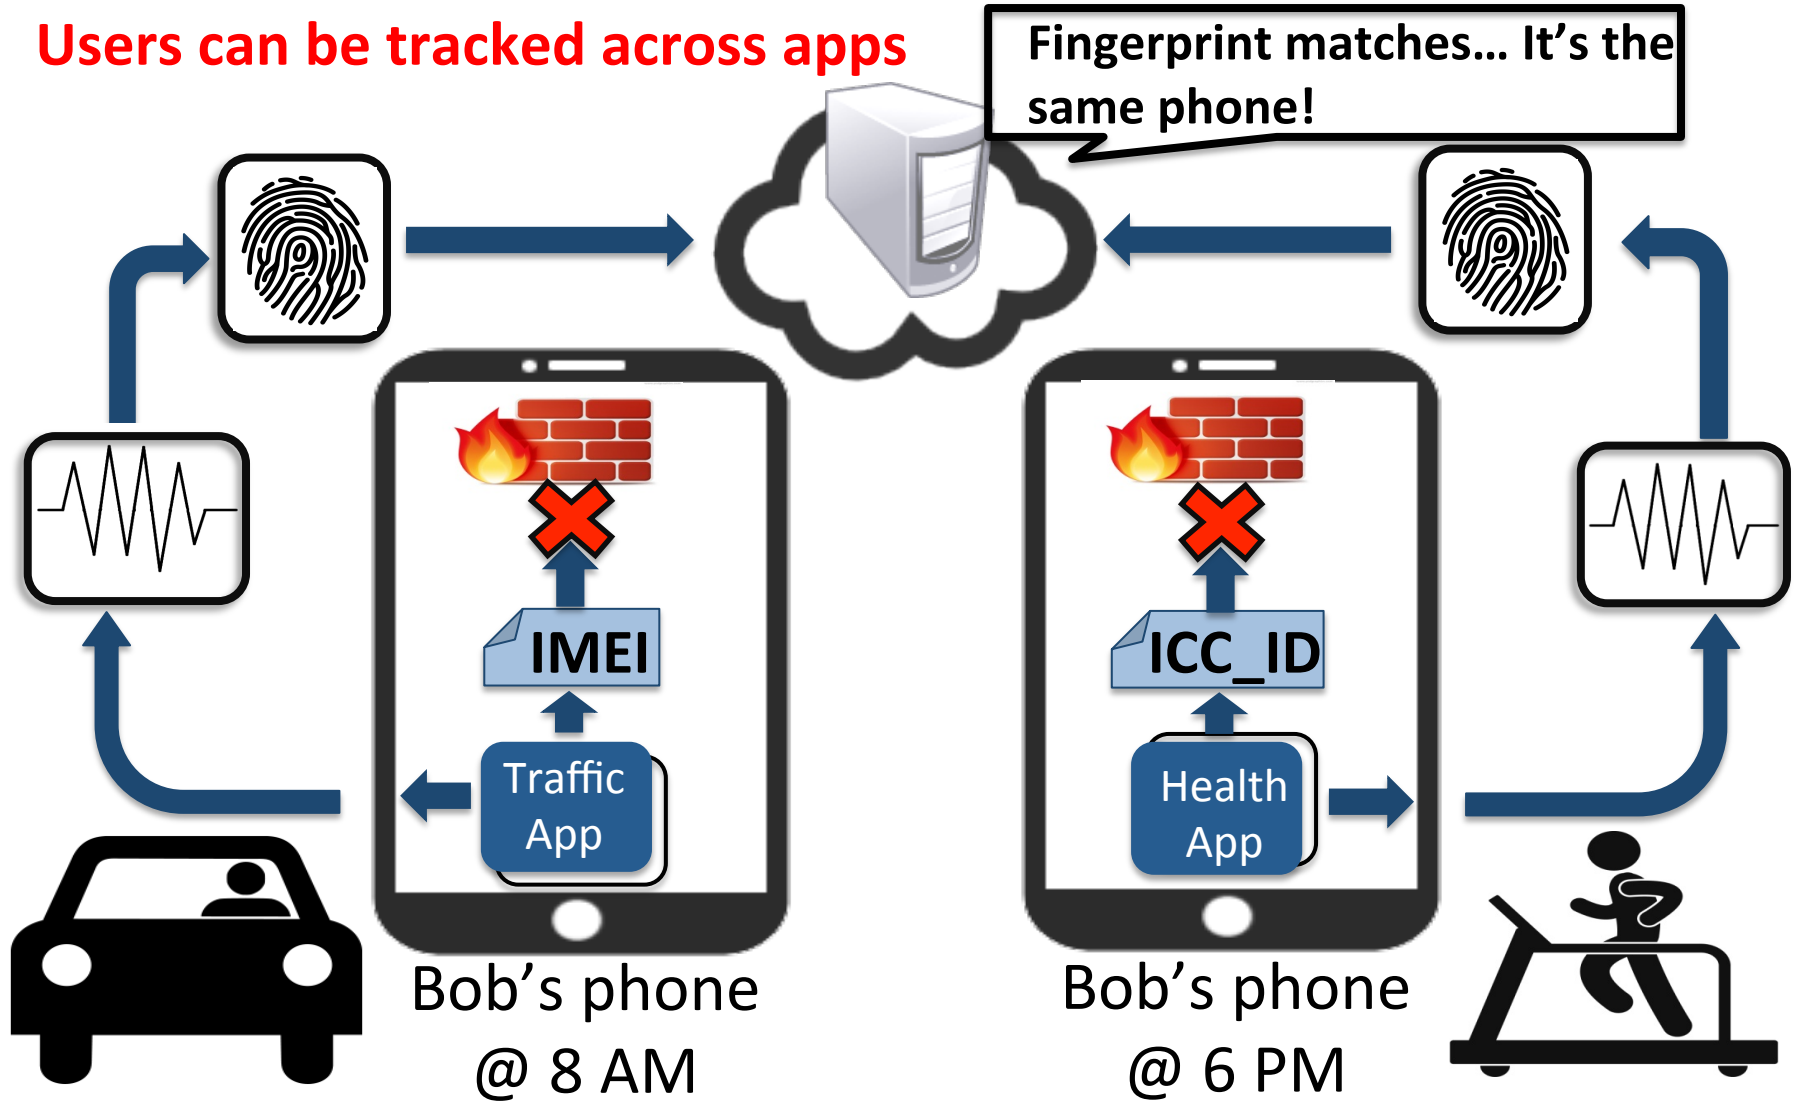 Users can be tracked across apps
Fingerprint matches... It's the
same phone!
IMEI
Traffic
App
Bob's phone
@ 8 AM
ICC_ID
Health
App
Bob's phone
@ 6 PM